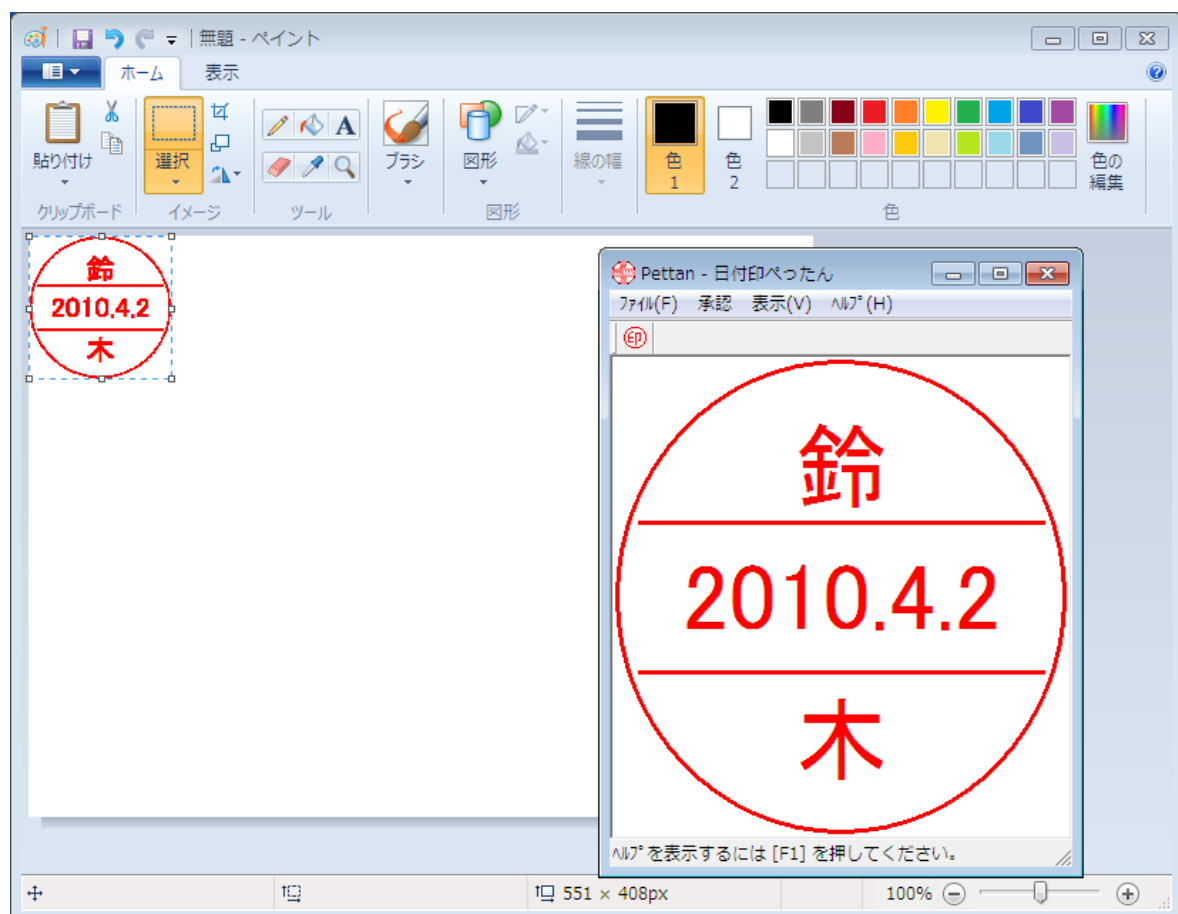 無題 - ペイント
ホーム 表示
貼り付け
選択
A
ブラシ
図形
線の幅
色
1
色
2
色の
編集
クリップボード
イメージ
ツール
図形
色
鈴
2010.4.2
木
Pettan - 日付印ぺったん
ﾌｧｲﾙ(F) 承認 表示(V) ﾍﾙﾌﾟ(H)
印
鈴
2010.4.2
木
ﾍﾙﾌﾟを表示するには [F1] を押してください。
551 × 408px
100%